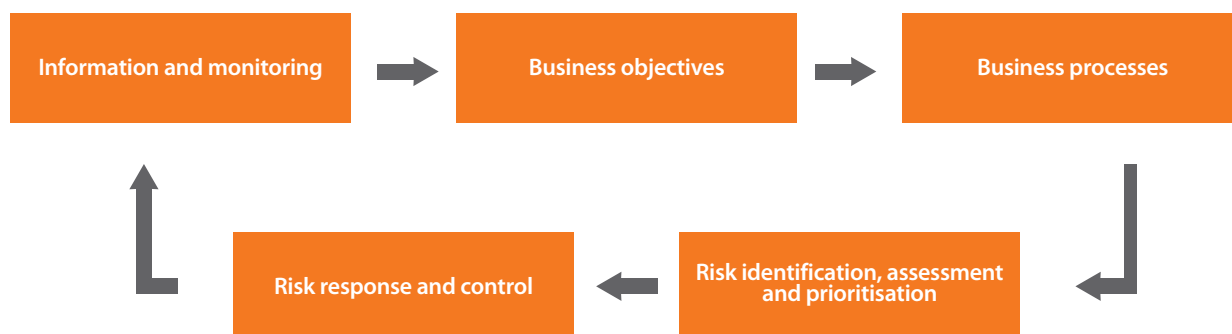 Information and monitoring
Business objectives
Business processes
Risk response and control
Risk identification, assessment
and prioritisation